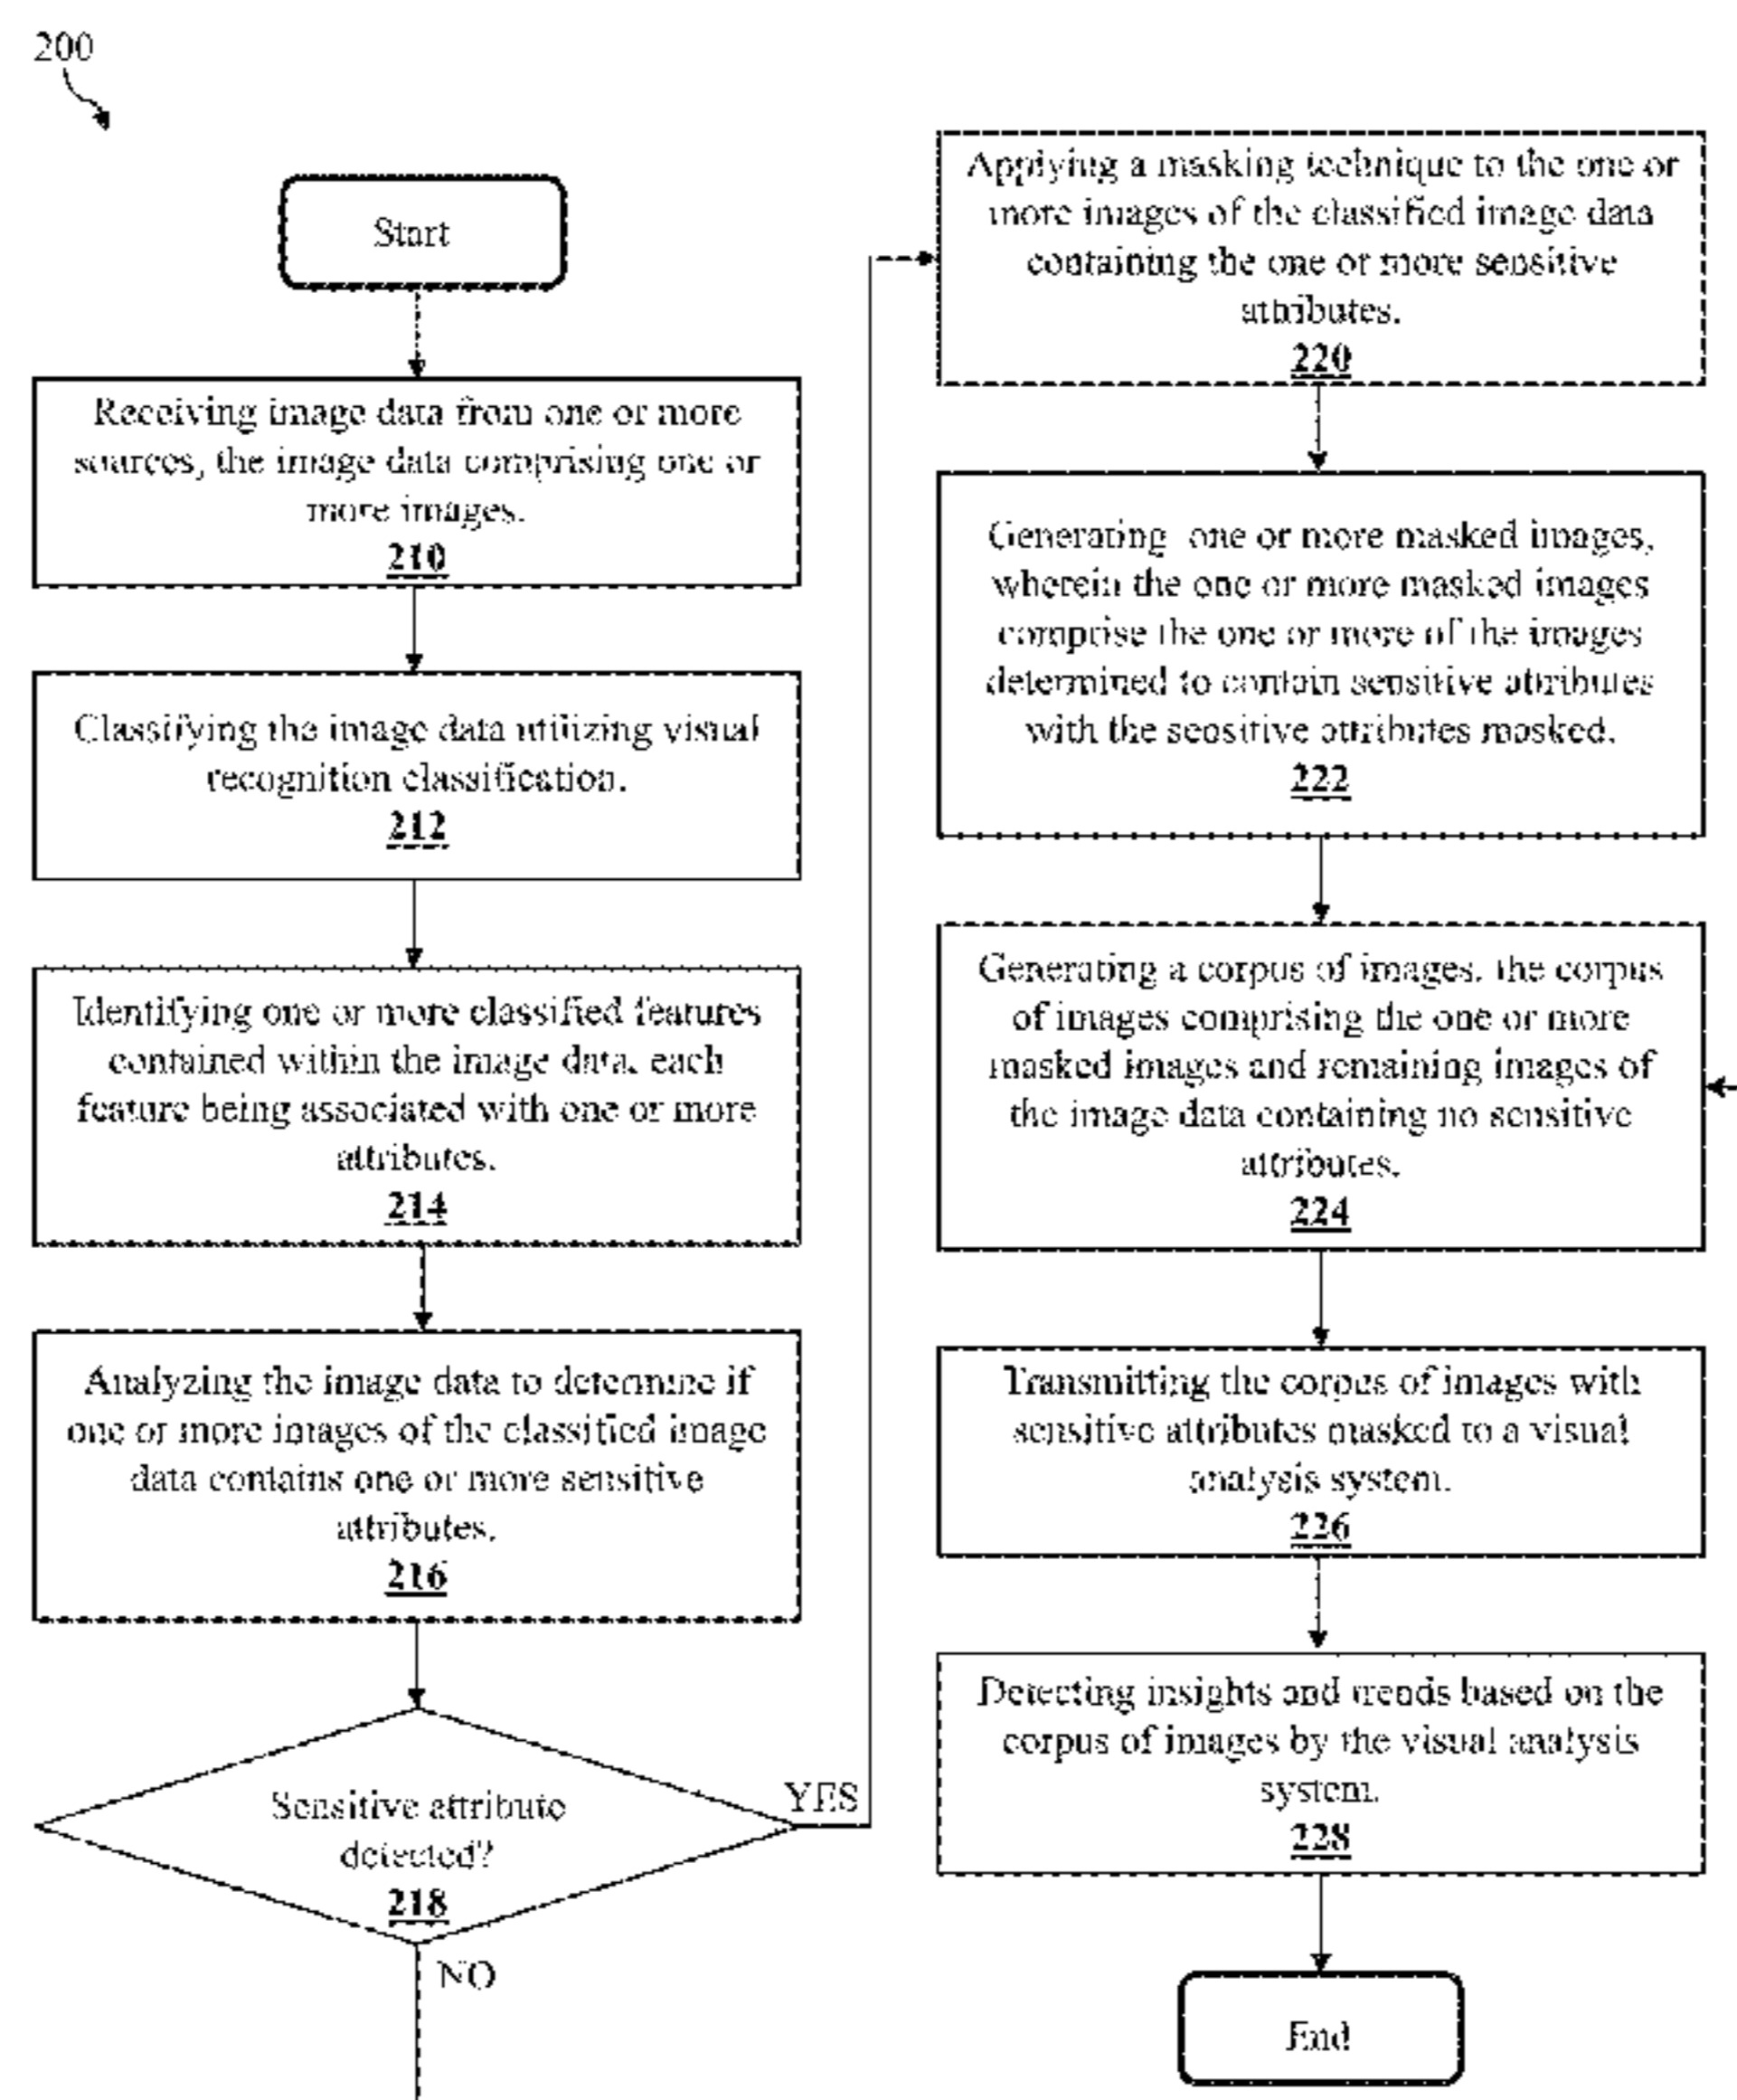 200
Start
Receiving image data from one or more
sources, the image data comprising one or
more images.
210
Classifying the image data utilizing visual
recognition classification.
212
Identifying one or more classified features
contained within the image data, each
feature being associated with one or more
attributes.
214
Analyzing the image data to determine if
one or more images of the classified image
data contains one or more sensitive
attributes.
216
Sensitive attribute
detected?
218
YES
NO
Applying a masking technique to the one or
more images of the classified image data
containing the one or more sensitive
attributes.
220
Generating one or more masked images,
wherein the one or more masked images
comprise the one or more of the images
determined to contain sensitive attributes
with the sensitive attributes masked.
222
Generating a corpus of images, the corpus
of images comprising the one or more
masked images and remaining images of
the image data containing no sensitive
attributes.
224
Transmitting the corpus of images with
sensitive attributes masked to a visual
analysis system.
226
Detecting insights and trends based on the
corpus of images by the visual analysis
system.
228
End